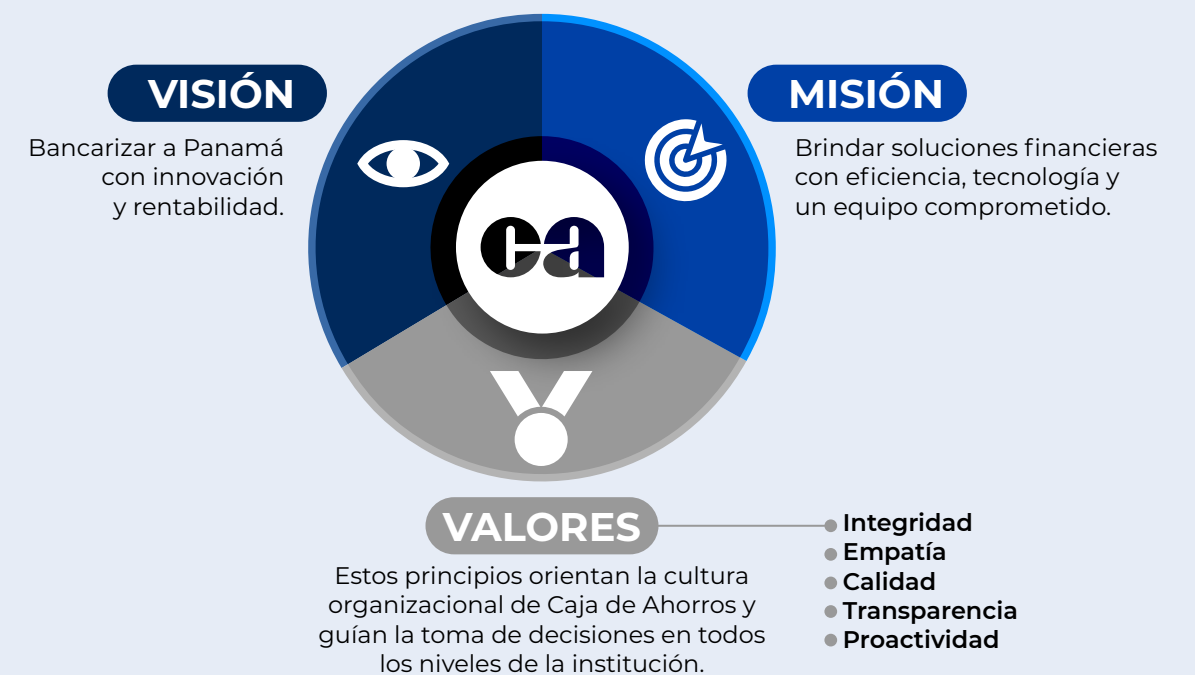 VISIÓN
Bancarizar a Panamá
con innovación
y rentabilidad.
MISIÓN
Brindar soluciones financieras
con eficiencia, tecnología y
un equipo comprometido.
ca
VALORES
Estos principios orientan la cultura
organizacional de Caja de Ahorros y
guían la toma de decisiones en todos
los niveles de la institución.
Integridad
Empatía
Calidad
Transparencia
Proactividad